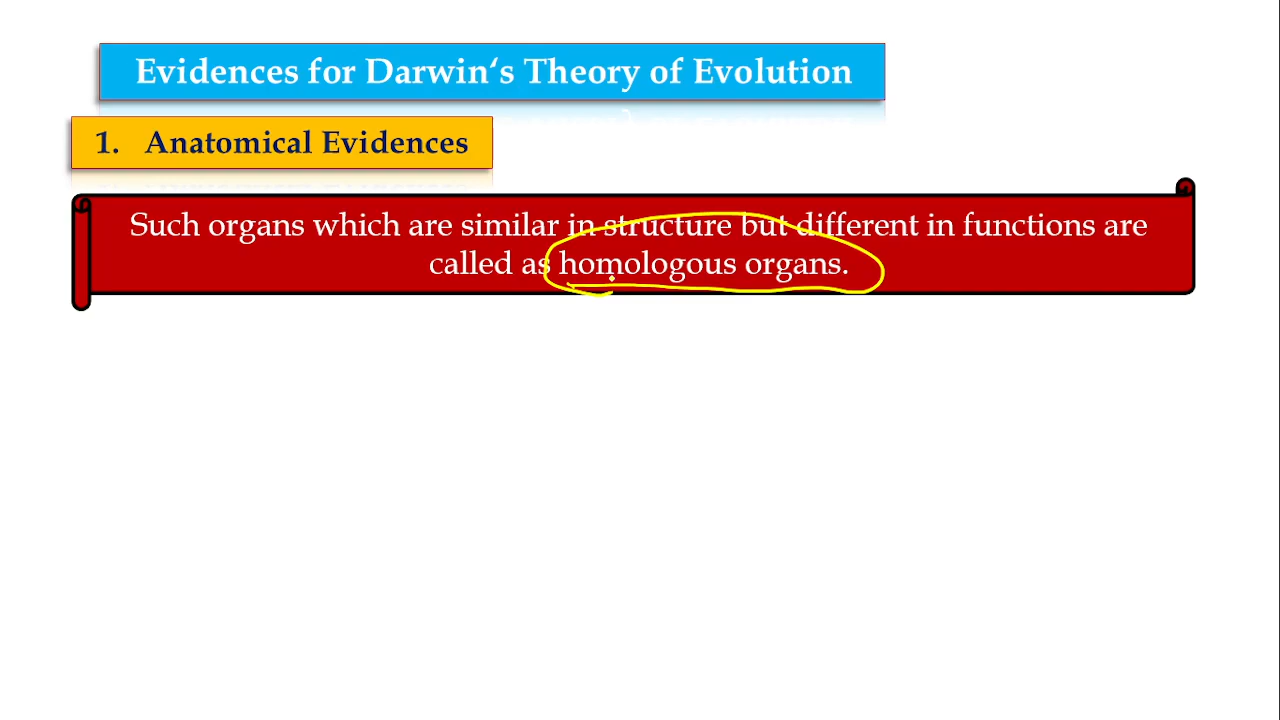 Evidences for Darwin‘s Theory of Evolution
1. Anatomical Evidences
Such organs which are similar in structure but different in functions are
called as homologous organs.